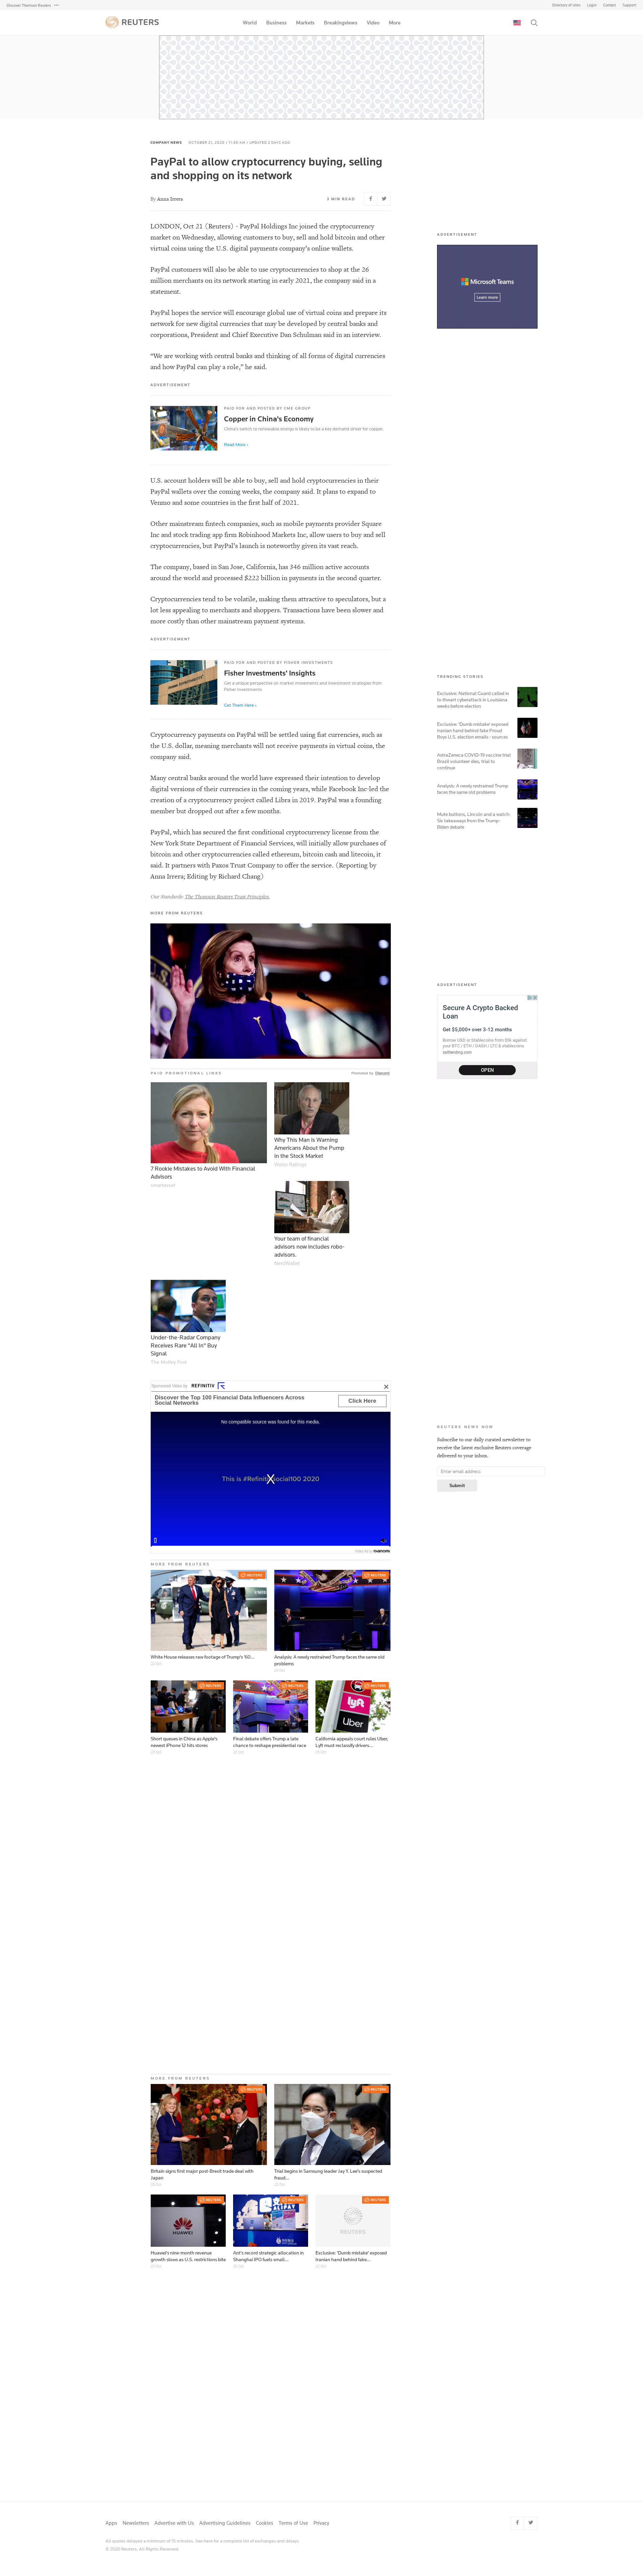 Discover Thomson Reuters
Directory of sites Login Contact Support
REUTERS
World Business Markets Breakingviews Video More
COMPANY NEWS OCTOBER 21, 2020 / 11:50 AM / UPDATED 2 DAYS AGO
PayPal to allow cryptocurrency buying, selling
and shopping on its network
By Anna Irrera
3 MIN READ
LONDON, Oct 21 (Reuters) - PayPal Holdings Inc joined the cryptocurrency
market on Wednesday, allowing customers to buy, sell and hold bitcoin and other
virtual coins using the U.S. digital payments company's online wallets.
PayPal customers will also be able to use cryptocurrencies to shop at the 26
million merchants on its network starting in early 2021, the company said in a
statement.
PayPal hopes the service will encourage global use of virtual coins and prepare its
network for new digital currencies that may be developed by central banks and
corporations, President and Chief Executive Dan Schulman said in an interview.
“We are working with central banks and thinking of all forms of digital currencies
and how PayPal can play a role,” he said.
ADVERTISEMENT
PAID FOR AND POSTED BY CME GROUP
Copper in China's Economy
China's switch to renewable energy is likely to be a key demand driver for copper.
Read More ›
U.S. account holders will be able to buy, sell and hold cryptocurrencies in their
PayPal wallets over the coming weeks, the company said. It plans to expand to
Venmo and some countries in the first half of 2021.
Other mainstream fintech companies, such as mobile payments provider Square
Inc and stock trading app firm Robinhood Markets Inc, allow users to buy and sell
cryptocurrencies, but PayPal's launch is noteworthy given its vast reach.
The company, based in San Jose, California, has 346 million active accounts
around the world and processed $222 billion in payments in the second quarter.
Cryptocurrencies tend to be volatile, making them attractive to speculators, but a
lot less appealing to merchants and shoppers. Transactions have been slower and
more costly than other mainstream payment systems.
ADVERTISEMENT
PAID FOR AND POSTED BY FISHER INVESTMENTS
Fisher Investments' Insights
Get a unique perspective on market movements and investment strategies from
Fisher Investments
Get Them Here ›
Cryptocurrency payments on PayPal will be settled using fiat currencies, such as
the U.S. dollar, meaning merchants will not receive payments in virtual coins, the
company said.
Many central banks around the world have expressed their intention to develop
digital versions of their currencies in the coming years, while Facebook Inc-led the
creation of a cryptocurrency project called Libra in 2019. PayPal was a founding
member but dropped out after a few months.
PayPal, which has secured the first conditional cryptocurrency license from the
New York State Department of Financial Services, will initially allow purchases of
bitcoin and other cryptocurrencies called ethereum, bitcoin cash and litecoin, it
said. It partners with Paxos Trust Company to offer the service. (Reporting by
Anna Irrera; Editing by Richard Chang)
Our Standards: The Thomson Reuters Trust Principles.
MORE FROM REUTERS
PAID PROMOTIONAL LINKS
Promoted by Dianomi
7 Rookie Mistakes to Avoid With Financial
Advisors
smartasset
Why This Man is Warning
Americans About the Pump
in the Stock Market
Weiss Ratings
Your team of financial
advisors now includes robo-
advisors.
NerdWallet
Under-the-Radar Company
Receives Rare “All In” Buy
Signal
The Motley Fool
Sponsored Video by REFINITIV
Discover the Top 100 Financial Data Influencers Across
Social Networks
Click Here
No compatible source was found for this media.
This is #RefinitivSocial100 2020
MORE FROM REUTERS
REUTERS
REUTERS
White House releases raw footage of Trump's '60...
Analysis: A newly restrained Trump faces the same old
problems
REUTERS
REUTERS
REUTERS
lyft
Uber
Short queues in China as Apple's
newest iPhone 12 hits stores
Final debate offers Trump a late
chance to reshape presidential race
California appeals court rules Uber,
Lyft must reclassify drivers...
MORE FROM REUTERS
REUTERS
REUTERS
Britain signs first major post-Brexit trade deal with
Japan
Trial begins in Samsung leader Jay Y. Lee's suspected
fraud...
REUTERS
REUTERS
REUTERS
HUAWEI
REUTERS
Huawei's nine-month revenue
growth slows as U.S. restrictions bite
Ant's record strategic allocation in
Shanghai IPO fuels small...
Exclusive: 'Dumb mistake' exposed
Iranian hand behind fake...
ADVERTISEMENT
Microsoft Teams
Learn more
TRENDING STORIES
Exclusive: National Guard called in
to thwart cyberattack in Louisiana
weeks before election
Exclusive: 'Dumb mistake' exposed
Iranian hand behind fake Proud
Boys U.S. election emails - sources
AstraZeneca COVID-19 vaccine trial
Brazil volunteer dies, trial to
continue
Analysis: A newly restrained Trump
faces the same old problems
Mute buttons, Lincoln and a watch:
Six takeaways from the Trump-
Biden debate
ADVERTISEMENT
Secure A Crypto Backed
Loan
Get $5,000+ over 3-12 months
Borrow USD or Stablecoins from $5k against
your BTC / ETH / DASH / LTC & stablecoins
saltlending.com
OPEN
REUTERS NEWS NOW
Subscribe to our daily curated newsletter to
receive the latest exclusive Reuters coverage
delivered to your inbox.
Enter email address
Submit
Apps Newsletters Advertise with Us Advertising Guidelines Cookies Terms of Use Privacy
All quotes delayed a minimum of 15 minutes. See here for a complete list of exchanges and delays.
© 2020 Reuters. All Rights Reserved.